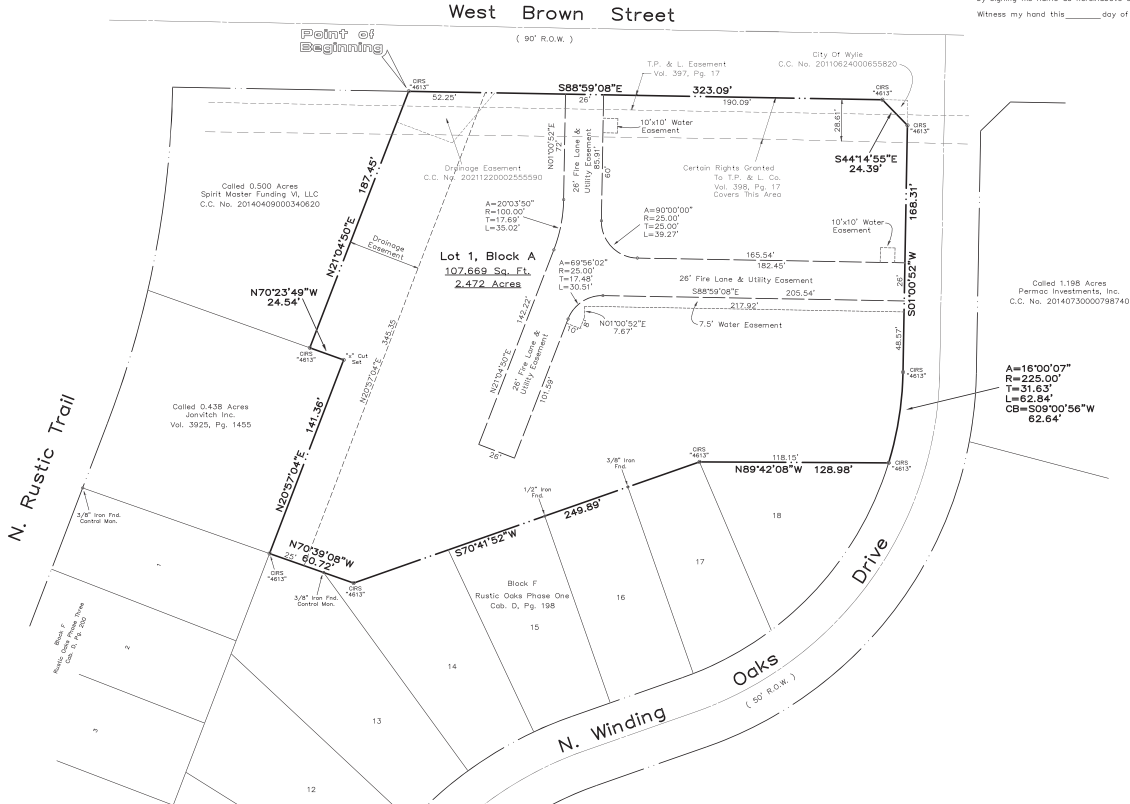 By signing
Witness my hand this______day of
West Brown Street
( 90' R.O.W. )
Point of
Beginning
CIRS
"4613"
52.25'
S88°59'08"E
323.09'
26'
190.09'
T.P. & L. Easement
Vol. 397, Pg. 17
City Of Wylie
C.C. No. 20110624000655820
CIRS
"4613"
CIRS
"4613"
S44°14'55"E
24.39'
28.61'
10'x10' Water
Easement
Drainage Easement
C.C. No. 20211220002555590
N01°00'52"E
72'
26' Fire Lane &
Utility Easement
85.91'
60'
Certain Rights Granted
To T.P. & L. Co.
Vol. 398, Pg. 17
Covers This Area
Called 0.500 Acres
Spirit Master Funding VI, LLC
C.C. No. 20140409000340620
187.45'
N21°04'50"E
Drainage
Easement
A=20°03'50"
R=100.00'
T=17.69'
L=35.02'
A=90°00'00"
R=25.00'
T=25.00'
L=39.27'
168.31'
S01°00'52"W
10'x10' Water
Easement
Lot 1, Block A
107,669 Sq. Ft.
2.472 Acres
A=69°56'02"
R=25.00'
T=17.48'
L=30.51'
165.54'
182.45'
26' Fire Lane & Utility Easement
26'
S88°59'08"E
205.54'
217.92'
7.5' Water Easement
N01°00'52"E
7.67'
10'
8'
48.57'
Called 1.198 Acres
Permac Investments, Inc.
C.C. No. 20140730000798740
N70°23'49"W
24.54'
CIRS
"4613"
"x" Cut
Set
142.22'
N21°04'50"E
26' Fire Lane &
Utility Easement
101.59'
26'
345.35
N20°57'04"E
CIRS
"4613"
A=16°00'07"
R=225.00'
T=31.63'
L=62.84'
CB=S09°00'56"W
62.64'
Called 0.438 Acres
Jonvitch Inc.
Vol. 3925, Pg. 1455
141.36'
N20°57'04"E
N. Rustic Trail
3/8" Iron Fnd.
Control Mon.
CIRS
"4613"
118.15'
N89°42'08"W 128.98'
CIRS
"4613"
3/8" Iron
Fnd.
1/2" Iron
Fnd.
249.89'
S70°41'52"W
N70°39'08"W
25' 60.72'
CIRS
"4613"
CIRS
"4613"
3/8" Iron Fnd.
Control Mon.
Block F
Rustic Oaks Phase One
Cab. D, Pg. 198
Block F
Rustic Oaks Phase Three
Cab. D, Pg. 200
1
2
3
12
13
14
15
16
17
18
N. Winding Oaks Drive
( 50' R.O.W. )